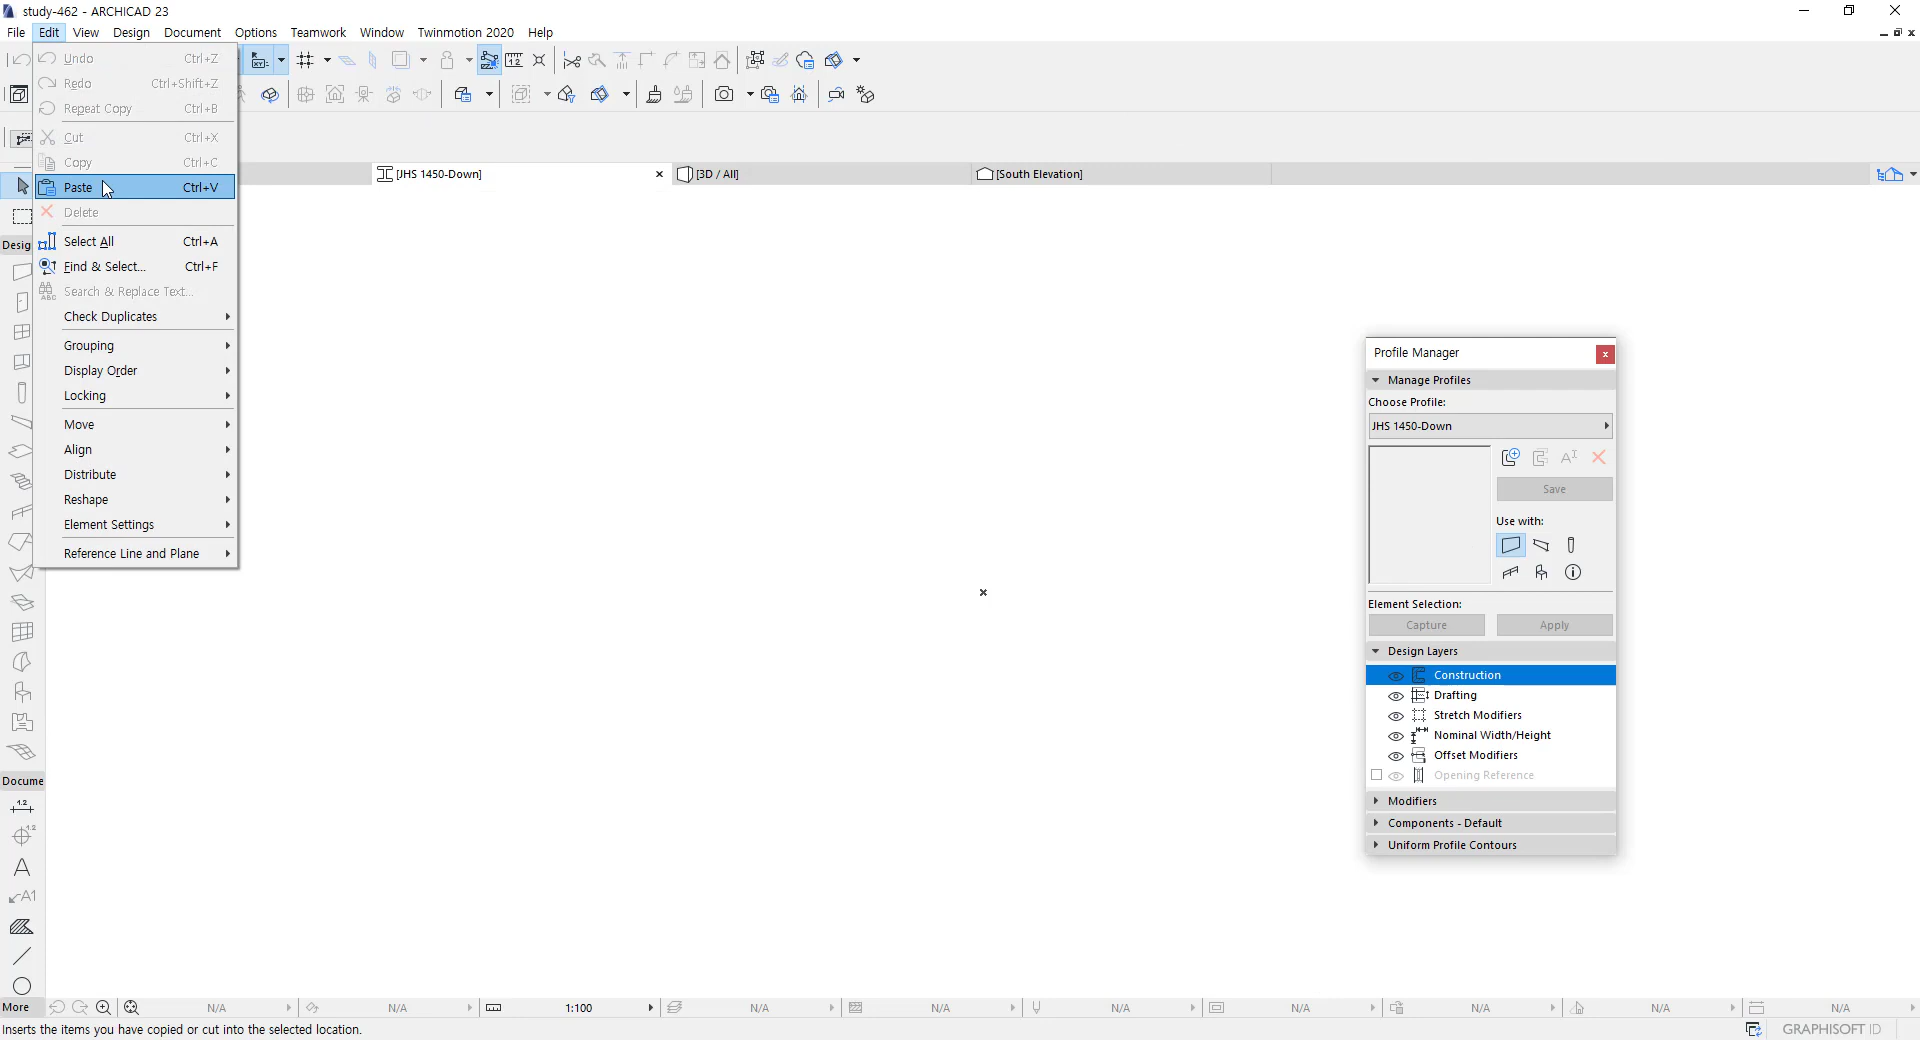 study-462 - ARCHICAD 23
File Edit View Design Document Options Teamwork Window Twinmotion 2020 Help
Undo Ctrl+Z
Redo Ctrl+Shift+Z
Repeat Copy Ctrl+B
Cut Ctrl+X
Copy Ctrl+C
Paste Ctrl+V
Delete
Select All Ctrl+A
Find & Select... Ctrl+F
Search & Replace Text...
Check Duplicates
Grouping
Display Order
Locking
Move
Align
Distribute
Reshape
Element Settings
Reference Line and Plane
[JHS 1450-Down]
[3D / All]
[South Elevation]
Desig
Docume
1.2
A
A1
More
Profile Manager
Manage Profiles
Choose Profile:
JHS 1450-Down
Save
Use with:
Element Selection:
Capture Apply
Design Layers
Construction
Drafting
Stretch Modifiers
Nominal Width/Height
Offset Modifiers
Opening Reference
Modifiers
Components - Default
Uniform Profile Contours
N/A N/A 1:100 N/A N/A N/A N/A N/A N/A N/A
Inserts the items you have copied or cut into the selected location.
GRAPHISOFT ID